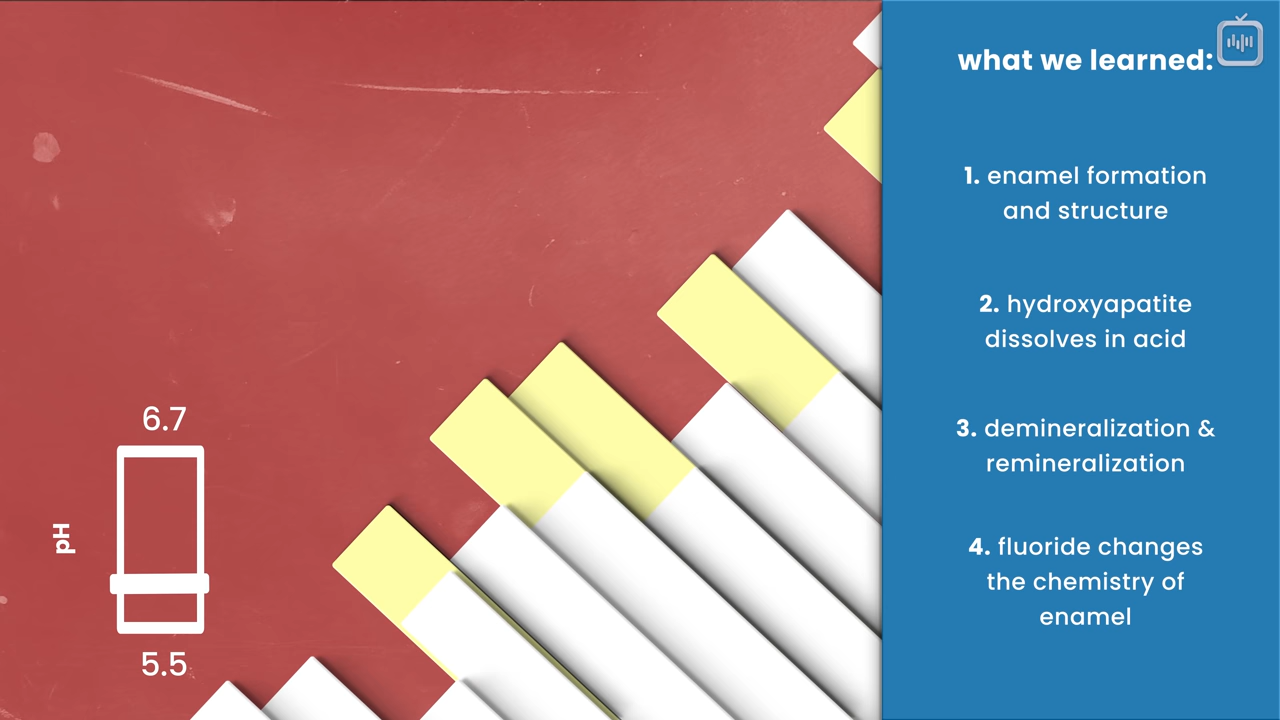 what we learned:
1. enamel formation
and structure
2. hydroxyapatite
dissolves in acid
3. demineralization &
remineralization
4. fluoride changes
the chemistry of
enamel
6.7
pH
5.5